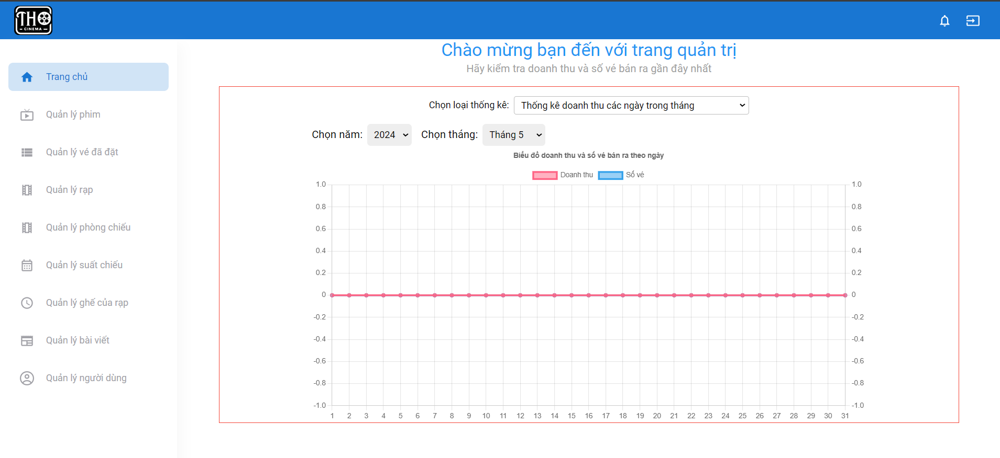 THO
CINEMA
Chào mừng bạn đến với trang quản trị
Hãy kiểm tra doanh thu và số vé bán ra gần đây nhất
Trang chủ
Quản lý phim
Quản lý vé đã đặt
Quản lý rạp
Quản lý phòng chiếu
Quản lý suất chiếu
Quản lý ghế của rạp
Quản lý bài viết
Quản lý người dùng
Chọn loại thống kê: Thống kê doanh thu các ngày trong tháng
Chọn năm: 2024 Chọn tháng: Tháng 5
Biểu đồ doanh thu và số vé bán ra theo ngày
Doanh thu Số vé
1.0 1.0
0.8 0.8
0.6 0.6
0.4 0.4
0.2 0.2
0 0
-0.2 -0.2
-0.4 -0.4
-0.6 -0.6
-0.8 -0.8
-1.0 -1.0
1 2 3 4 5 6 7 8 9 10 11 12 13 14 15 16 17 18 19 20 21 22 23 24 25 26 27 28 29 30 31